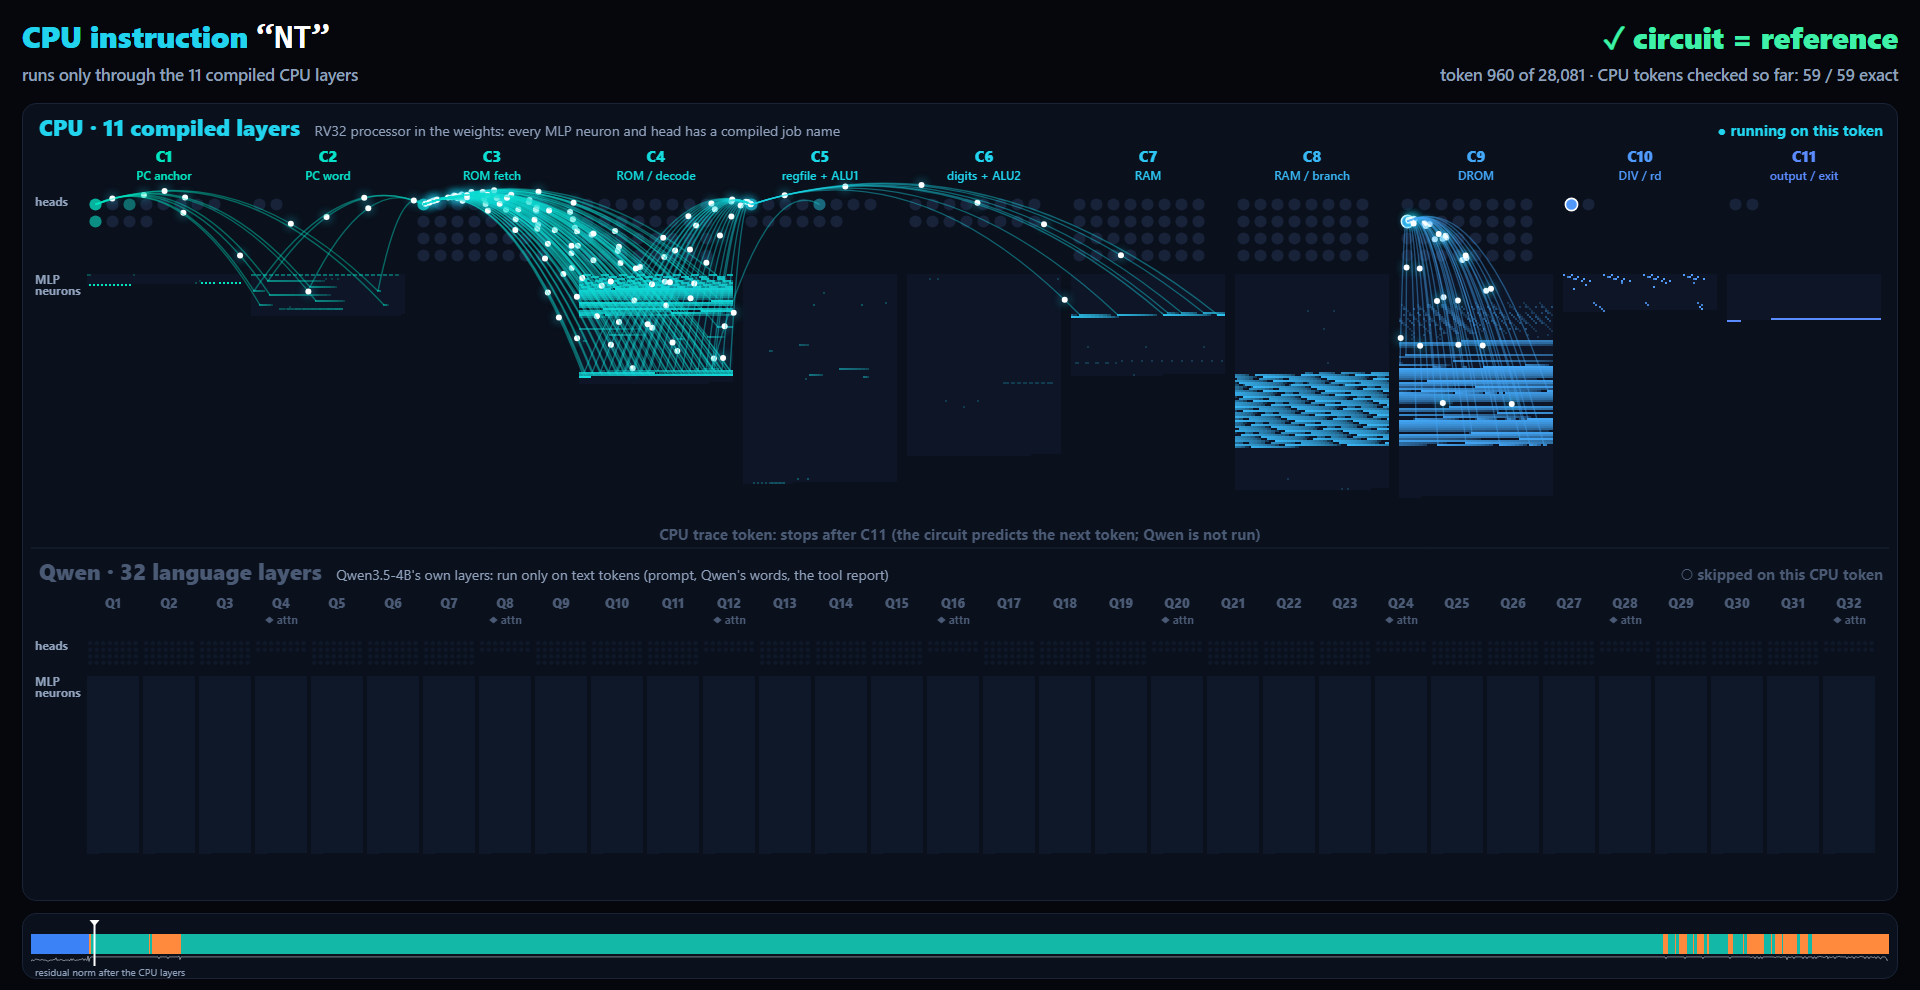 CPU instruction “NT”
✓ circuit = reference
runs only through the 11 compiled CPU layers
token 960 of 28,081 · CPU tokens checked so far: 59 / 59 exact
CPU · 11 compiled layers RV32 processor in the weights: every MLP neuron and head has a compiled job name
● running on this token
C1 C2 C3 C4 C5 C6 C7 C8 C9 C10 C11
PC anchor PC word ROM fetch ROM / decode regfile + ALU1 digits + ALU2 RAM RAM / branch DROM DIV / rd output / exit
heads
MLP
neurons
CPU trace token: stops after C11 (the circuit predicts the next token; Qwen is not run)
Qwen · 32 language layers Qwen3.5-4B's own layers: run only on text tokens (prompt, Qwen's words, the tool report)
○ skipped on this CPU token
Q1 Q2 Q3 Q4 Q5 Q6 Q7 Q8 Q9 Q10 Q11 Q12 Q13 Q14 Q15 Q16 Q17 Q18 Q19 Q20 Q21 Q22 Q23 Q24 Q25 Q26 Q27 Q28 Q29 Q30 Q31 Q32
◆ attn ◆ attn ◆ attn ◆ attn ◆ attn ◆ attn ◆ attn ◆ attn
heads
MLP
neurons
residual norm after the CPU layers